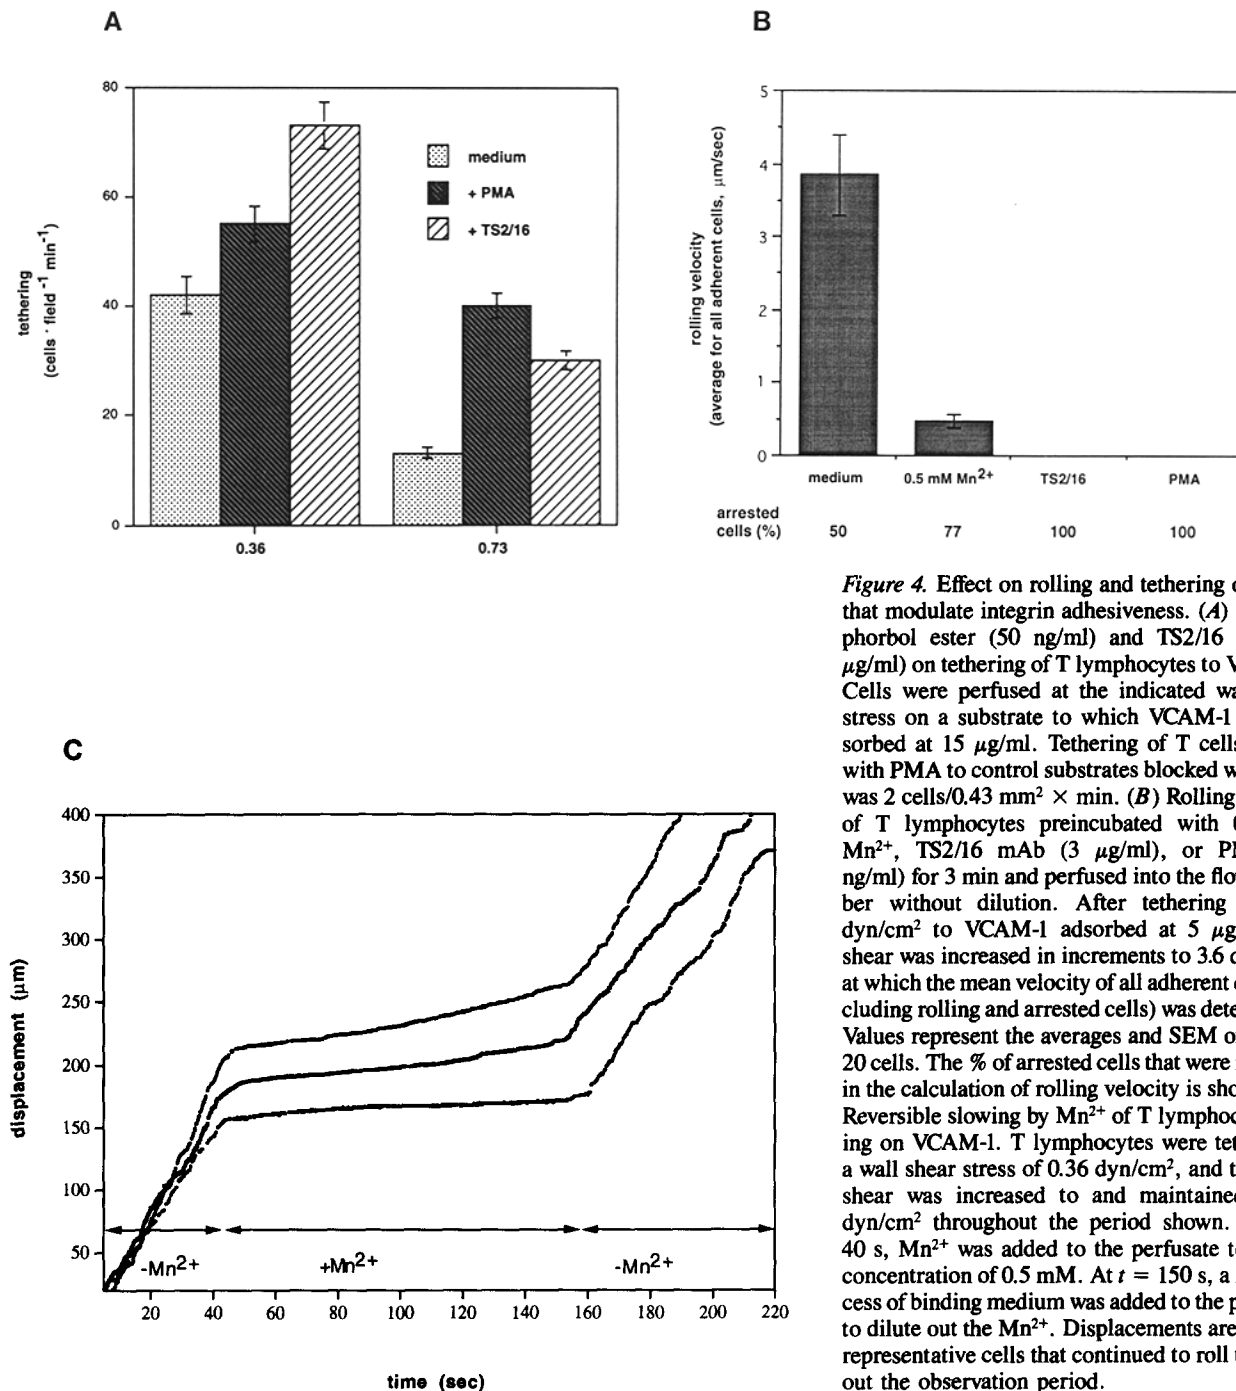 A
80
60
40
20
0
tethering
(cells · field⁻¹ min⁻¹)
medium
+ PMA
+ TS2/16
0.36
0.73
B
5
4
3
2
1
0
rolling velocity
(average for all adherent cells, μm/sec)
medium
0.5 mM Mn²⁺
TS2/16
PMA
arrested
cells (%)
50
77
100
100
C
400
350
300
250
200
150
100
50
displacement (μm)
-Mn²⁺
+Mn²⁺
-Mn²⁺
20
40
60
80
100
120
140
160
180
200
220
time (sec)
Figure 4. Effect on rolling and tethering
that modulate integrin adhesiveness. (A)
phorbol ester (50 ng/ml) and TS2/16
μg/ml) on tethering of T lymphocytes to
Cells were perfused at the indicated
stress on a substrate to which VCAM-1
sorbed at 15 μg/ml. Tethering of T cells
with PMA to control substrates blocked
was 2 cells/0.43 mm² × min. (B) Rolling
of T lymphocytes preincubated with
Mn²⁺, TS2/16 mAb (3 μg/ml), or
ng/ml) for 3 min and perfused into the
ber without dilution. After tethering
dyn/cm² to VCAM-1 adsorbed at 5
shear was increased in increments to 3.6
at which the mean velocity of all adherent
cluding rolling and arrested cells) was
Values represent the averages and SEM
20 cells. The % of arrested cells that were
in the calculation of rolling velocity is
Reversible slowing by Mn²⁺ of T
ing on VCAM-1. T lymphocytes were
a wall shear stress of 0.36 dyn/cm², and
shear was increased to and maintained
dyn/cm² throughout the period shown.
40 s, Mn²⁺ was added to the perfusate
concentration of 0.5 mM. At t = 150 s, a
cess of binding medium was added to the
to dilute out the Mn²⁺. Displacements are
representative cells that continued to roll
out the observation period.